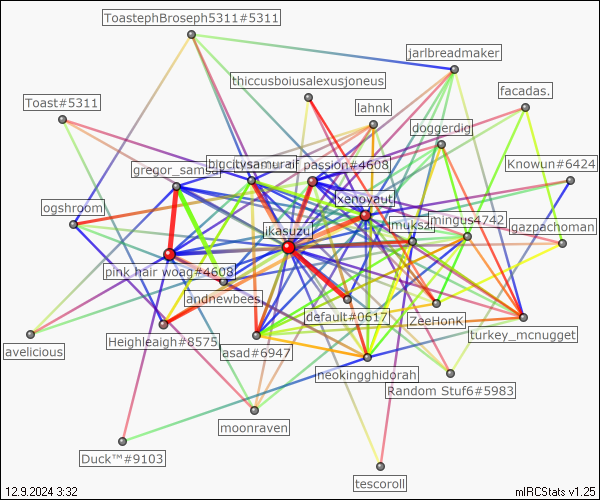 ToastephBroseph5311#5311
jarlbreadmaker
thiccusboiusalexusjoneus
facadas.
Toast#5311
lahnk
doggerdig
gregor_samsa
bigcitysamurai
passion#4608
Knowun#6424
xenovaut
ogshroom
jmuksz
mingus4742
gazpachoman
ikasuzu
pink hair woag#4608
andnewbees
default#0617
ZeeHonK
turkey_mcnugget
avelicious
Heighleaigh#8575
asad#6947
neokingghidorah
Random Stuf6#5983
moonraven
Duck™#9103
tescoroll
12.9.2024 3:32
mIRCStats v1.25